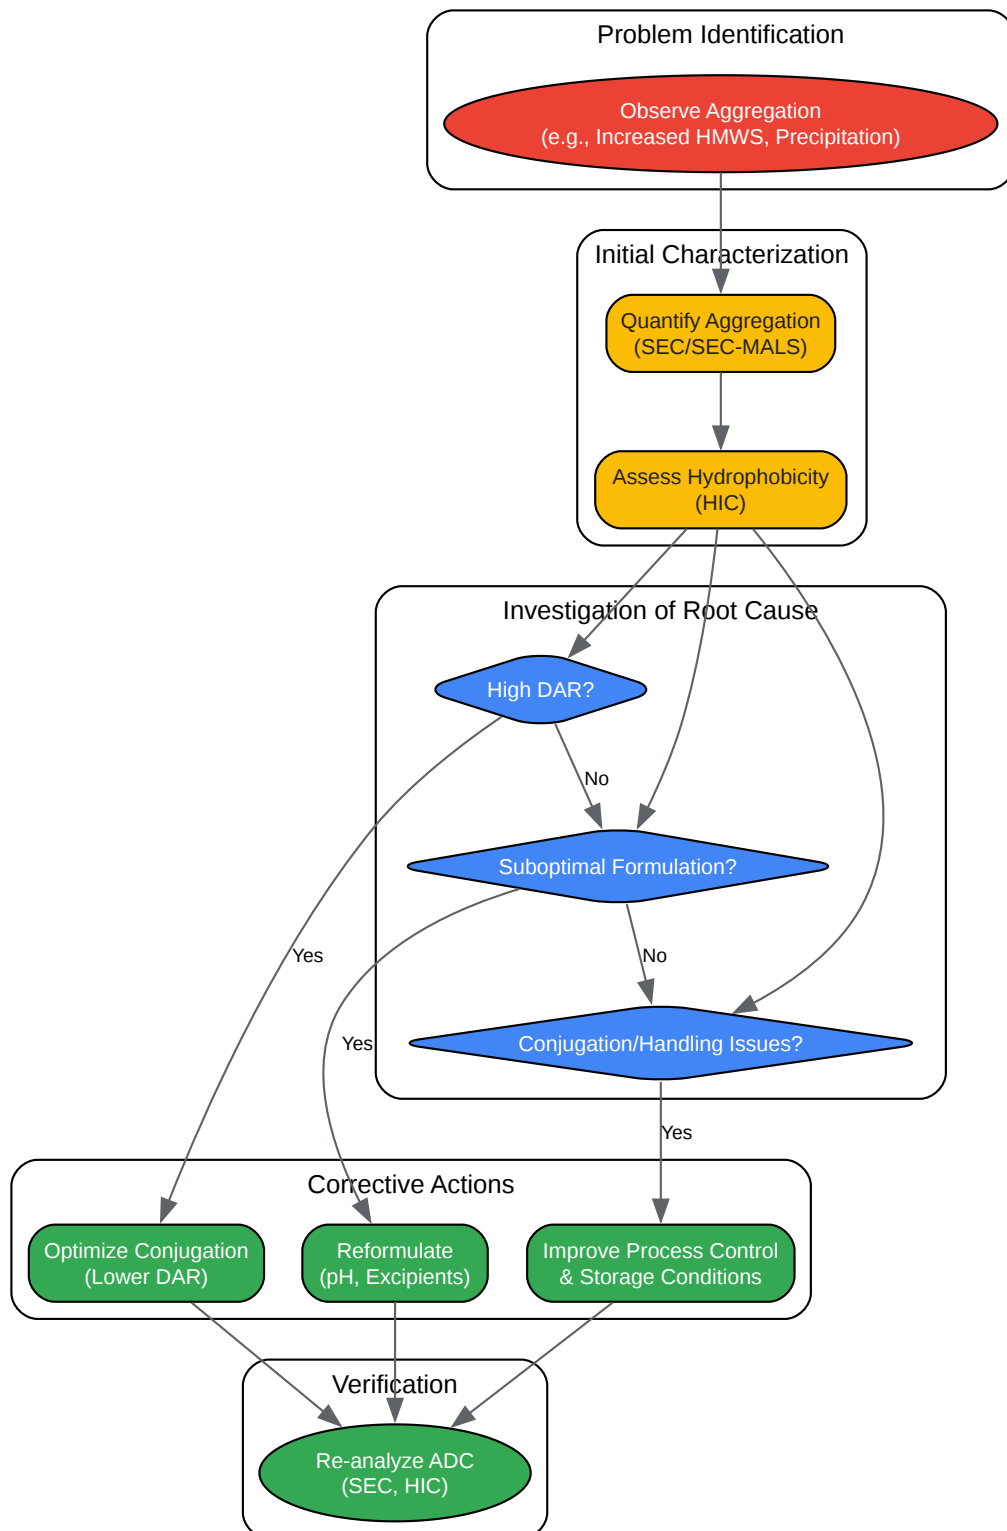 Problem Identification
Observe Aggregation
(e.g., Increased HMWS, Precipitation)
Initial Characterization
Quantify Aggregation
(SEC/SEC-MALS)
Assess Hydrophobicity
(HIC)
Investigation of Root Cause
High DAR?
No
Suboptimal Formulation?
Yes
No
Conjugation/Handling Issues?
Yes
Yes
Corrective Actions
Optimize Conjugation
(Lower DAR)
Reformulate
(pH, Excipients)
Improve Process Control
& Storage Conditions
Verification
Re-analyze ADC
(SEC, HIC)